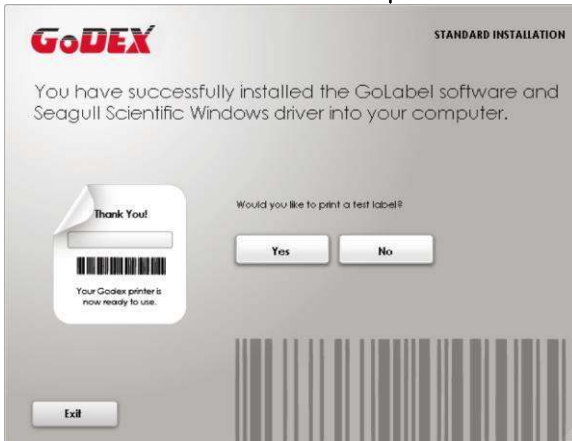 GoDEX
STANDARD INSTALLATION
You have successfully installed the GoLabel software and
Seagull Scientific Windows driver into your computer.
Thank You!
Your Godex printer is
now ready to use.
Would you like to print a test label?
Yes
No
Exit